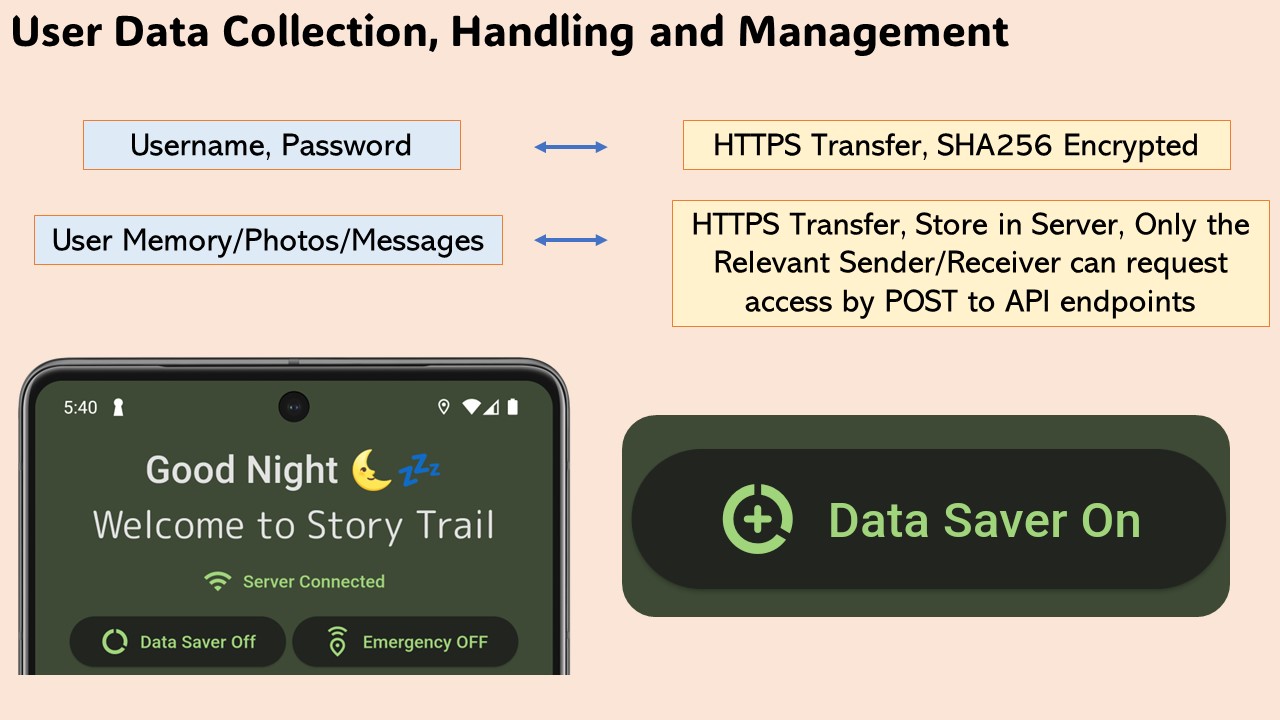 User Data Collection, Handling and Management
Username, Password
HTTPS Transfer, SHA256 Encrypted
User Memory/Photos/Messages
HTTPS Transfer, Store in Server, Only the
Relevant Sender/Receiver can request
access by POST to API endpoints
5:40
Good Night 🌜💤
Welcome to Story Trail
Server Connected
Data Saver Off
Emergency OFF
Data Saver On